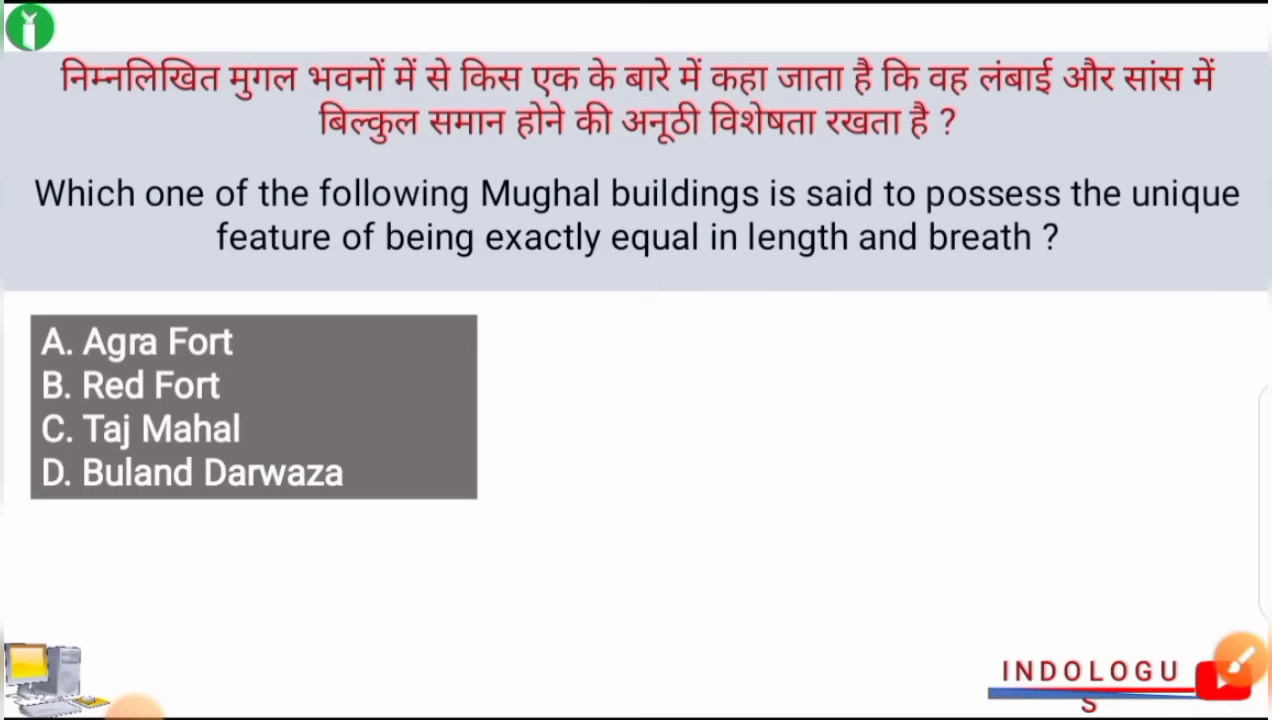 निम्नलिखित मुगल भवनों में से किस एक के बारे में कहा जाता है कि वह लंबाई और सांस में
बिल्कुल समान होने की अनूठी विशेषता रखता है ?
Which one of the following Mughal buildings is said to possess the unique
feature of being exactly equal in length and breath ?
A. Agra Fort
B. Red Fort
C. Taj Mahal
D. Buland Darwaza
INDOLOGU
S